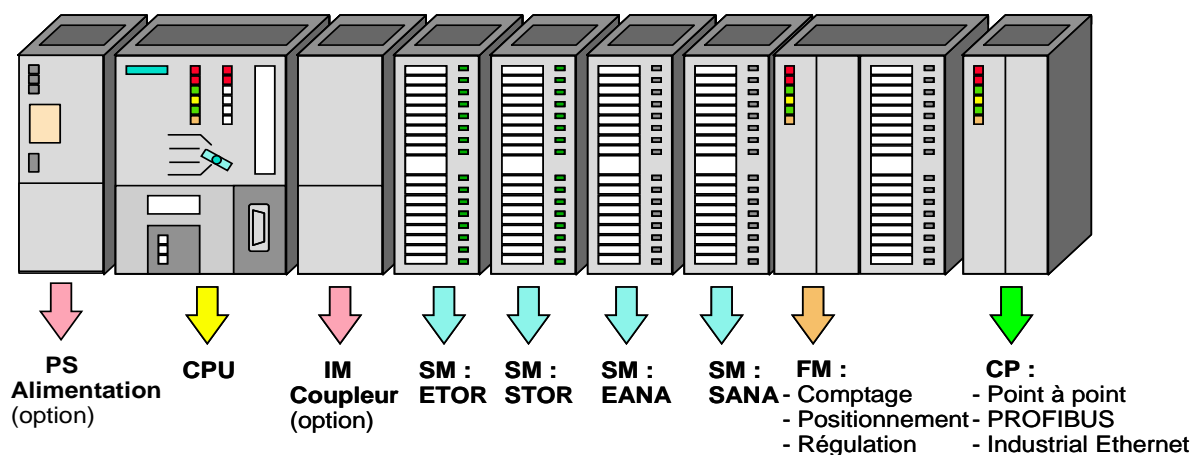 PS
Alimentation
(option)
CPU
IM
Coupleur
(option)
SM :
ETOR
SM :
STOR
SM :
EANA
SM :
SANA
FM :
- Comptage
- Positionnement
- Régulation
CP :
- Point à point
- PROFIBUS
- Industrial Ethernet